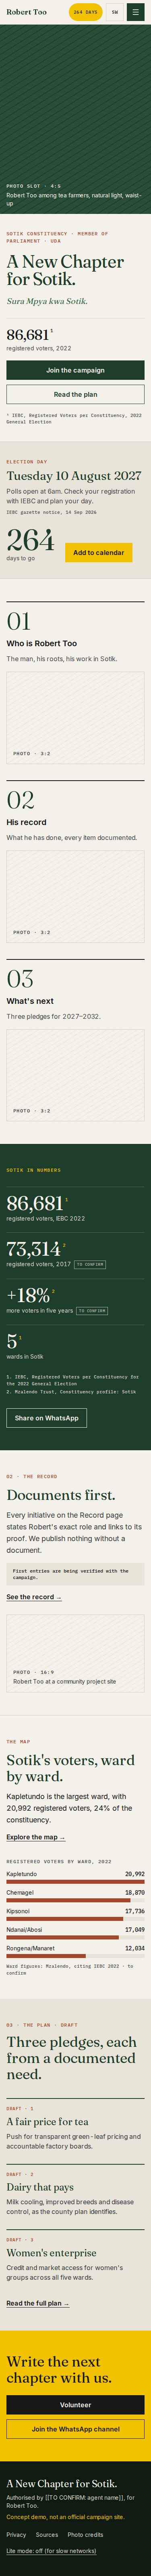 Robert Too
264 DAYS
SW
PHOTO SLOT · 4:5
Robert Too among tea farmers, natural light, waist-
up
SOTIK CONSTITUENCY · MEMBER OF
PARLIAMENT · UDA
A New Chapter
for Sotik.
Sura Mpya kwa Sotik.
86,681¹
registered voters, 2022
Join the campaign
Read the plan
¹ IEBC, Registered Voters per Constituency, 2022
General Election
ELECTION DAY
Tuesday 10 August 2027
Polls open at 6am. Check your registration
with IEBC and plan your day.
IEBC gazette notice, 14 Sep 2026
264
days to go
Add to calendar
01
Who is Robert Too
The man, his roots, his work in Sotik.
PHOTO · 3:2
02
His record
What he has done, every item documented.
PHOTO · 3:2
03
What's next
Three pledges for 2027–2032.
PHOTO · 3:2
SOTIK IN NUMBERS
86,681 1
registered voters, IEBC 2022
73,314 2
registered voters, 2017 TO CONFIRM
+18% 2
more voters in five years TO CONFIRM
5 1
wards in Sotik
1. IEBC, Registered Voters per Constituency for
the 2022 General Election
2. Mzalendo Trust, Constituency profile: Sotik
Share on WhatsApp
02 · THE RECORD
Documents first.
Every initiative on the Record page
states Robert's exact role and links to its
proof. We publish nothing without a
document.
First entries are being verified with the
campaign.
See the record →
PHOTO · 16:9
Robert Too at a community project site
THE MAP
Sotik's voters, ward
by ward.
Kapletundo is the largest ward, with
20,992 registered voters, 24% of the
constituency.
Explore the map →
REGISTERED VOTERS BY WARD, 2022
Kapletundo 20,992
Chemagel 18,870
Kipsonoi 17,736
Ndanai/Abosi 17,049
Rongena/Manaret 12,034
Ward figures: Mzalendo, citing IEBC 2022 · to
confirm
03 · THE PLAN · DRAFT
Three pledges, each
from a documented
need.
DRAFT · 1
A fair price for tea
Push for transparent green-leaf pricing and
accountable factory boards.
DRAFT · 2
Dairy that pays
Milk cooling, improved breeds and disease
control, as the county plan identifies.
DRAFT · 3
Women's enterprise
Credit and market access for women's
groups across all five wards.
Read the full plan →
Write the next
chapter with us.
Volunteer
Join the WhatsApp channel
A New Chapter for Sotik.
Authorised by [[TO CONFIRM agent name]], for
Robert Too.
Concept demo, not an official campaign site.
Privacy Sources Photo credits
Lite mode: off (for slow networks)